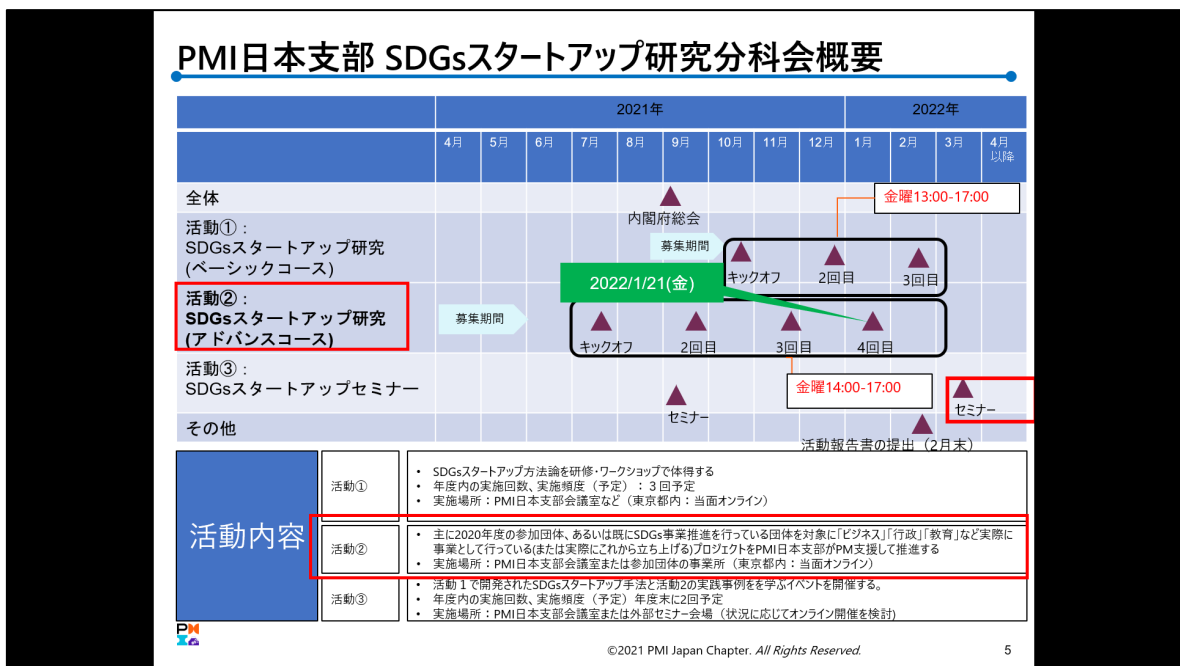 PMI日本支部 SDGsスタートアップ研究分科会概要
2021年
2022年
4月
5月
6月
7月
8月
9月
10月
11月
12月
1月
2月
3月
4月
以降
全体
内閣府総会
金曜13:00-17:00
活動①：
SDGsスタートアップ研究
(ベーシックコース)
募集期間
キックオフ
2回目
3回目
2022/1/21(金)
活動②：
SDGsスタートアップ研究
(アドバンスコース)
募集期間
キックオフ
2回目
3回目
4回目
活動③：
SDGsスタートアップセミナー
セミナー
金曜14:00-17:00
セミナー
その他
活動報告書の提出（2月末）
活動内容
活動①
• SDGsスタートアップ方法論を研修・ワークショップで体得する
• 年度内の実施回数、実施頻度（予定）：３回予定
• 実施場所：PMI日本支部会議室など（東京都内：当面オンライン）
活動②
• 主に2020年度の参加団体、あるいは既にSDGs事業推進を行っている団体を対象に「ビジネス」「行政」「教育」など実際に
事業として行っている(または実際にこれから立ち上げる)プロジェクトをPMI日本支部がPM支援して推進する
• 実施場所：PMI日本支部会議室または参加団体の事業所（東京都内：当面オンライン）
活動③
• 活動１で開発されたSDGsスタートアップ手法と活動2の実践事例をを学ぶイベントを開催する。
• 年度内の実施回数、実施頻度（予定）年度末に2回予定
• 実施場所：PMI日本支部会議室または外部セミナー会場（状況に応じてオンライン開催を検討)
PMI
©2021 PMI Japan Chapter. All Rights Reserved.
5